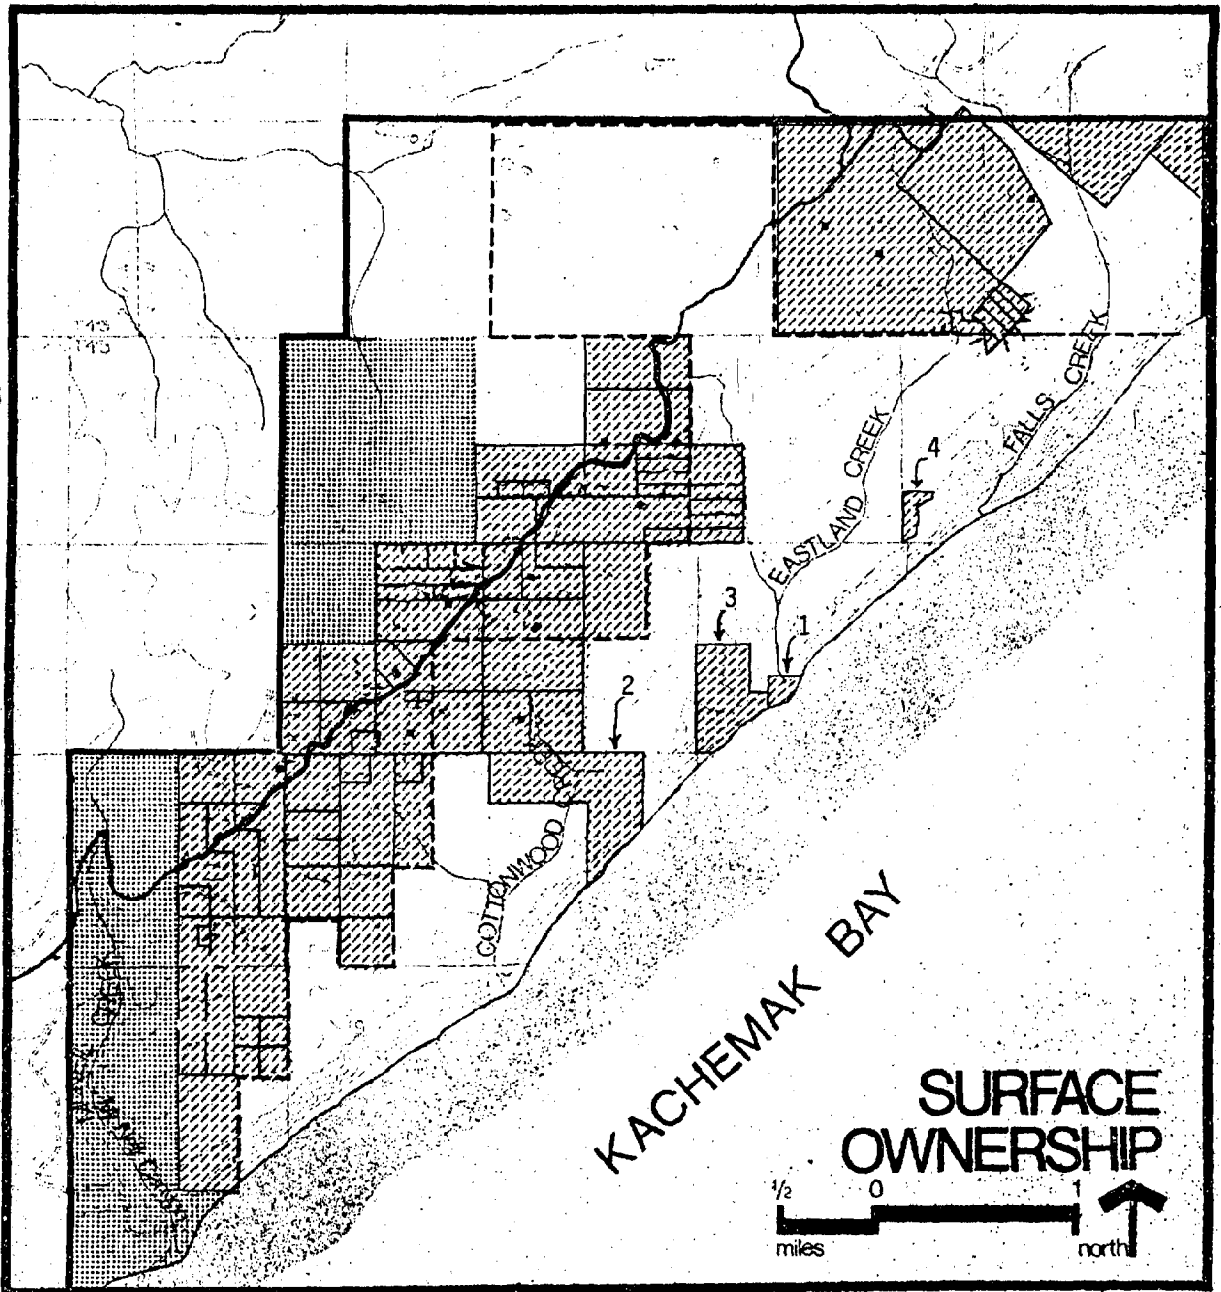 EASTLAND CREEK
FALLS CREEK
4
3
1
2
COTTONWOOD
KACHEMAK BAY
SURFACE
OWNERSHIP
1/2 0 1
miles north